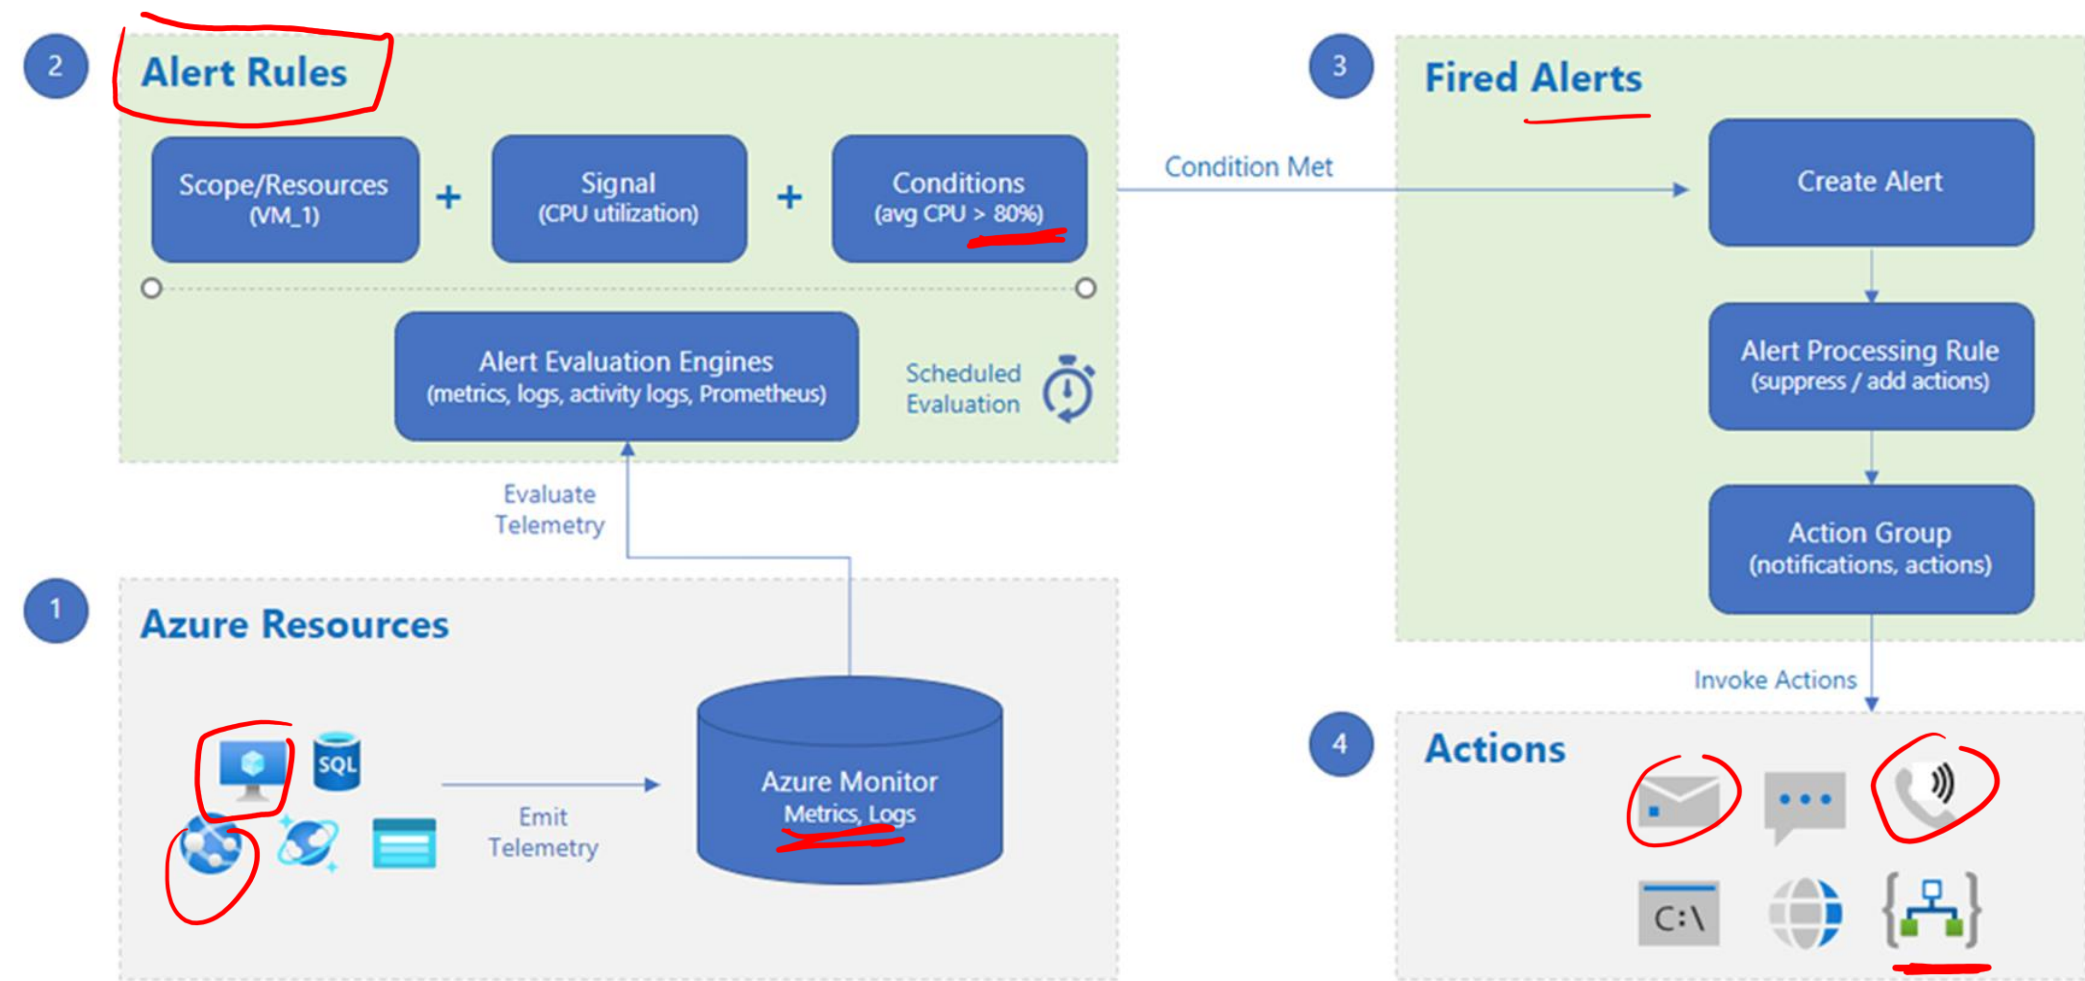 2
Alert Rules
Scope/Resources
(VM_1)
+
Signal
(CPU utilization)
+
Conditions
(avg CPU > 80%)
Alert Evaluation Engines
(metrics, logs, activity logs, Prometheus)
Scheduled
Evaluation
Evaluate
Telemetry
1
Azure Resources
SQL
Emit
Telemetry
Azure Monitor
Metrics, Logs
Condition Met
3
Fired Alerts
Create Alert
Alert Processing Rule
(suppress / add actions)
Action Group
(notifications, actions)
Invoke Actions
4
Actions
C:\